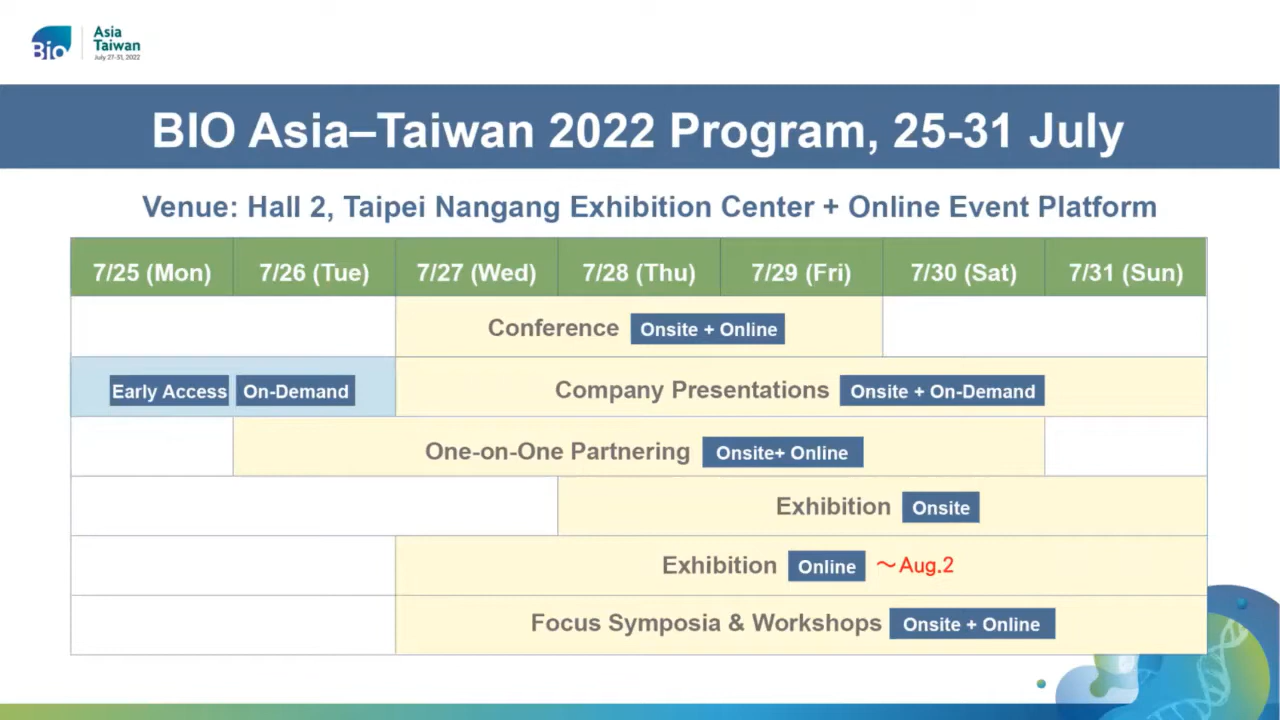 Bio
Asia
Taiwan
July 27-31, 2022
BIO Asia–Taiwan 2022 Program, 25-31 July
Venue: Hall 2, Taipei Nangang Exhibition Center + Online Event Platform
7/25 (Mon) 7/26 (Tue) 7/27 (Wed) 7/28 (Thu) 7/29 (Fri) 7/30 (Sat) 7/31 (Sun)
Conference Onsite + Online
Early Access On-Demand Company Presentations Onsite + On-Demand
One-on-One Partnering Onsite+ Online
Exhibition Onsite
Exhibition Online ～Aug.2
Focus Symposia & Workshops Onsite + Online